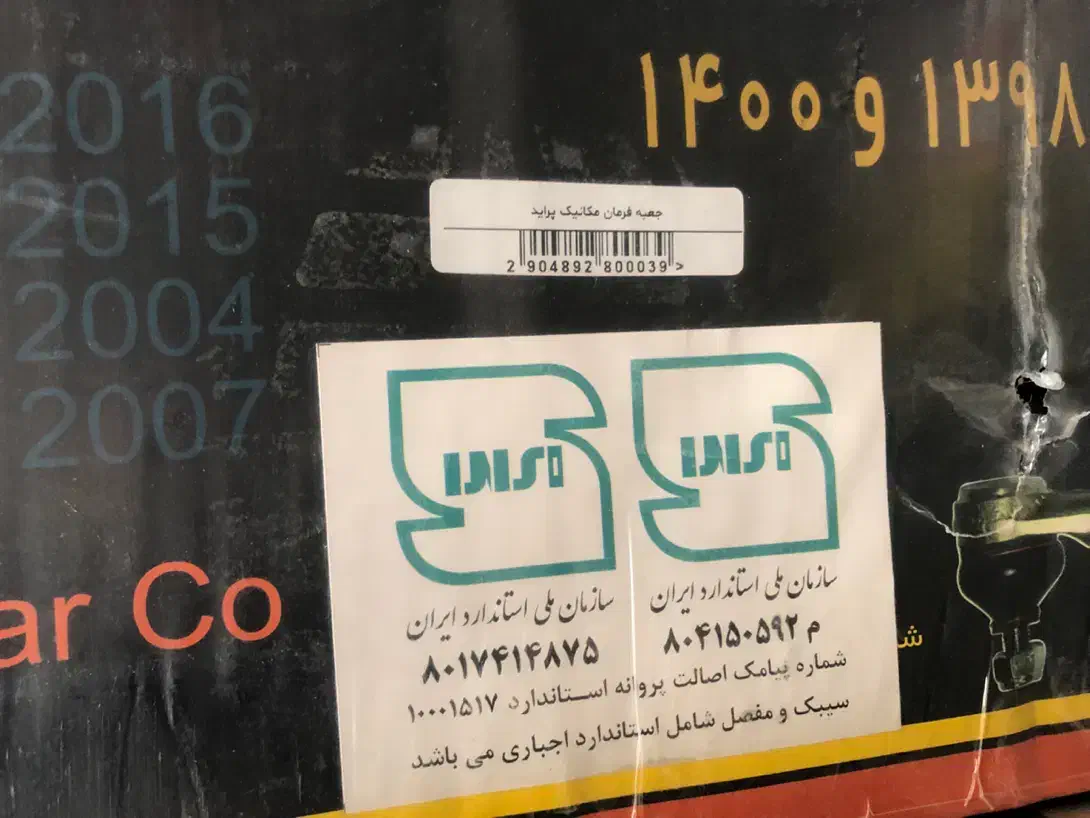 2016
2015
2004
2007
ar Co
۱۳۹۸ و ۱۴۰۰
جعبه فرمان مکانیک پراید
2 904892 800039 >
سازمان ملی استاندارد ایران
۸۰۱۷۴۱۴۸۷۵
سازمان ملی استاندارد ایران
م ۸۰۴۱۵۰۵۹۲
شماره پیامک اصالت پروانه استاندارد ۱۰۰۰۱۵۱۷
سیبک و مفصل شامل استاندارد اجباری می باشد